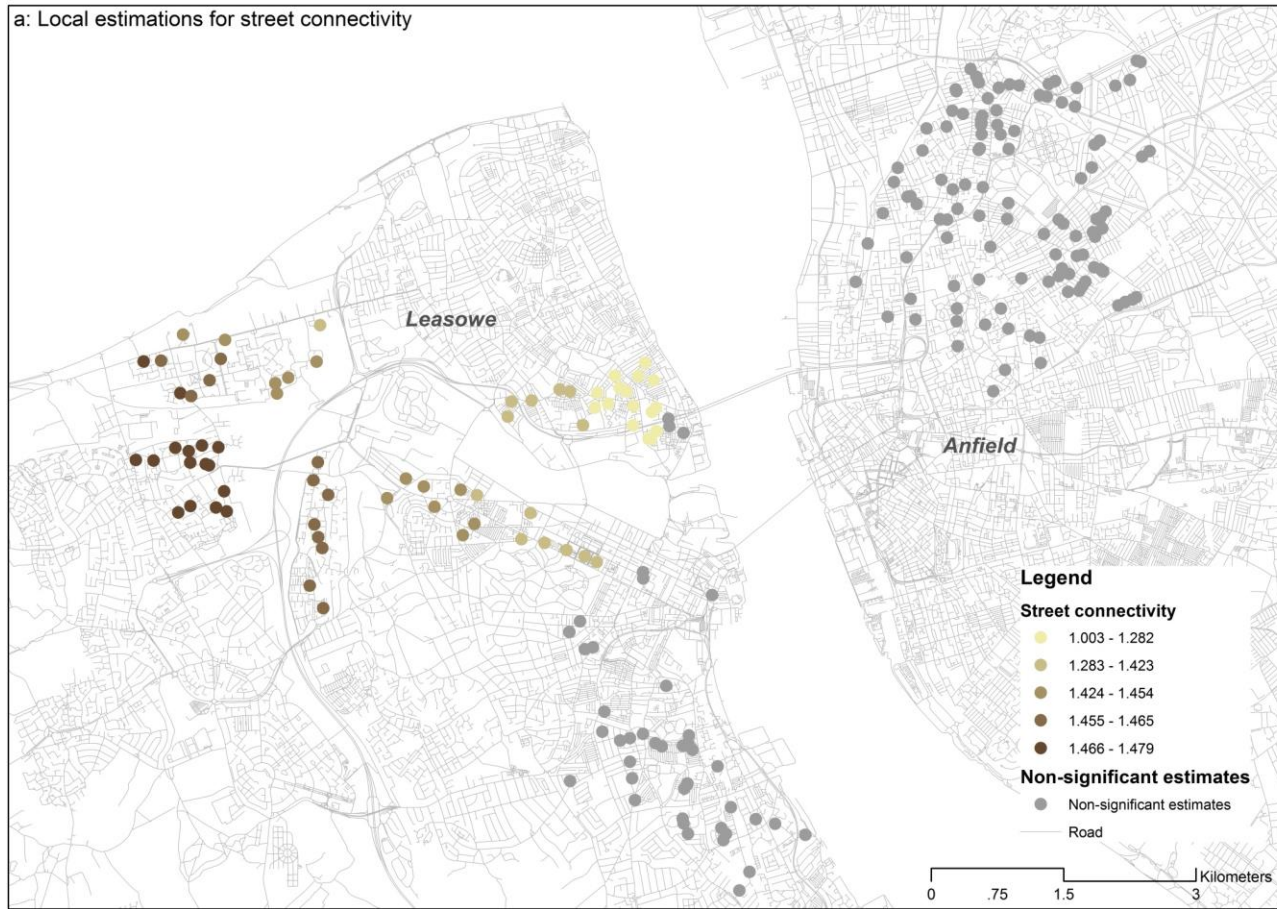 a: Local estimations for street connectivity
Leasowe
Anfield
Legend
Street connectivity
1.003 - 1.282
1.283 - 1.423
1.424 - 1.454
1.455 - 1.465
1.466 - 1.479
Non-significant estimates
Non-significant estimates
Road
Kilometers
0 .75 1.5 3